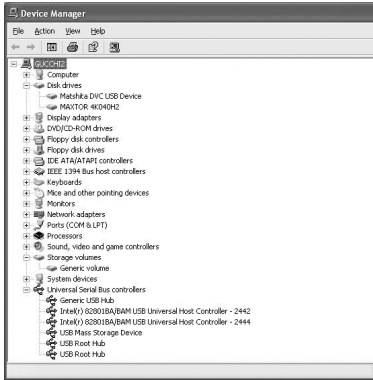 Device Manager
File Action View Help
GUCCHI2
Computer
Disk drives
Matshita DVC USB Device
MAXTOR 4K040H2
Display adapters
DVD/CD-ROM drives
Floppy disk controllers
Floppy disk drives
IDE ATA/ATAPI controllers
IEEE 1394 Bus host controllers
Keyboards
Mice and other pointing devices
Monitors
Network adapters
Ports (COM & LPT)
Processors
Sound, video and game controllers
Storage volumes
Generic volume
System devices
Universal Serial Bus controllers
Generic USB Hub
Intel(r) 82801BA/BAM USB Universal Host Controller - 2442
Intel(r) 82801BA/BAM USB Universal Host Controller - 2444
USB Mass Storage Device
USB Root Hub
USB Root Hub